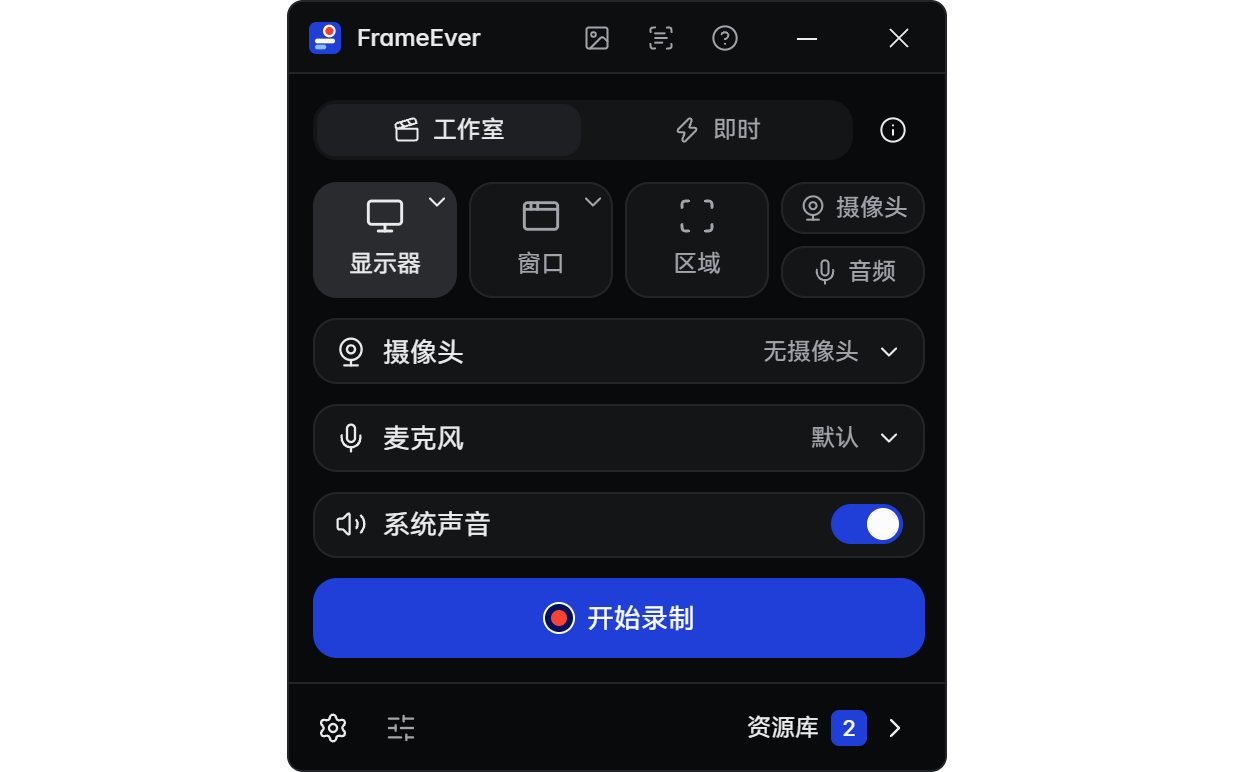 FrameEver
工作室
即时
显示器
窗口
区域
摄像头
音频
摄像头
无摄像头
麦克风
默认
系统声音
开始录制
资源库 2